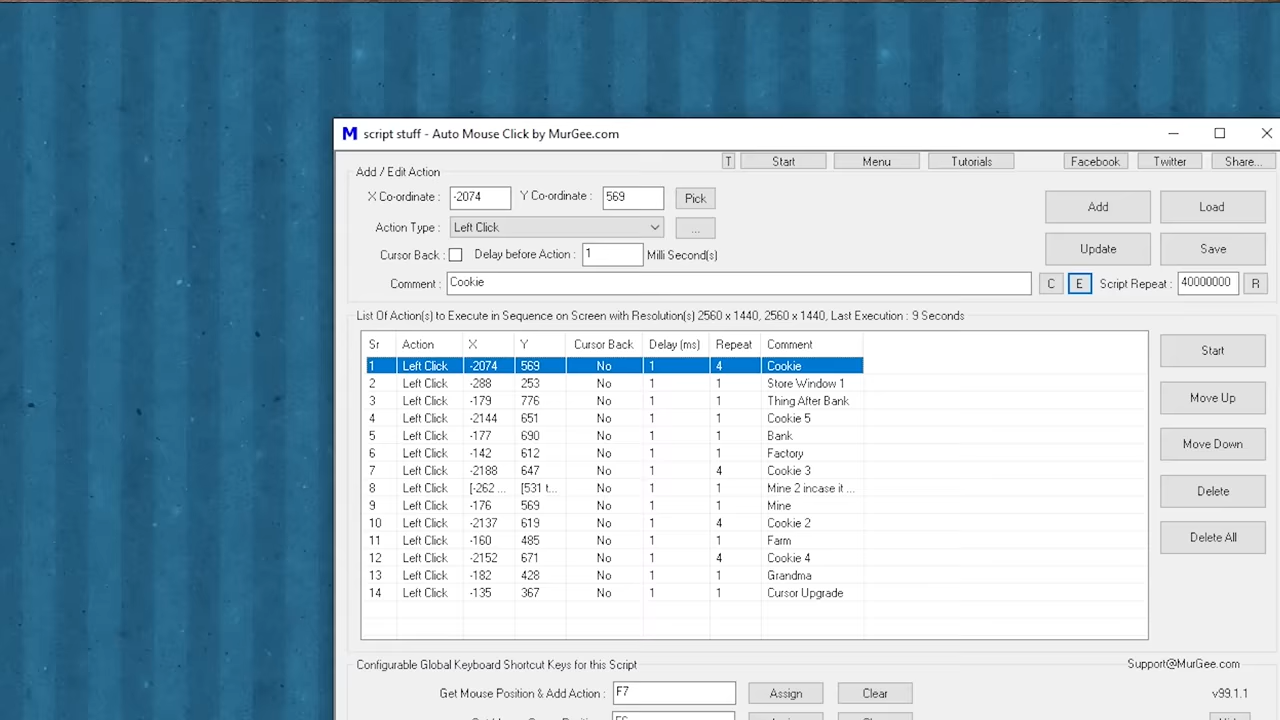 M script stuff - Auto Mouse Click by MurGee.com
T Start Menu Tutorials Facebook Twitter Share...
Add / Edit Action
X Co-ordinate : -2074 Y Co-ordinate : 569 Pick
Add Load
Action Type : Left Click ...
Update Save
Cursor Back : Delay before Action : 1 Milli Second(s)
Comment : Cookie C E Script Repeat : 40000000 R
List Of Action(s) to Execute in Sequence on Screen with Resolution(s) 2560 x 1440, 2560 x 1440, Last Execution : 9 Seconds
Sr Action X Y Cursor Back Delay (ms) Repeat Comment
1 Left Click -2074 569 No 1 4 Cookie
2 Left Click -288 253 No 1 1 Store Window 1
3 Left Click -179 776 No 1 1 Thing After Bank
4 Left Click -2144 651 No 1 1 Cookie 5
5 Left Click -177 690 No 1 1 Bank
6 Left Click -142 612 No 1 1 Factory
7 Left Click -2188 647 No 1 4 Cookie 3
8 Left Click [-262 ... [531 t... No 1 1 Mine 2 incase it ...
9 Left Click -176 569 No 1 1 Mine
10 Left Click -2137 619 No 1 4 Cookie 2
11 Left Click -160 485 No 1 1 Farm
12 Left Click -2152 671 No 1 4 Cookie 4
13 Left Click -182 428 No 1 1 Grandma
14 Left Click -135 367 No 1 1 Cursor Upgrade
Start
Move Up
Move Down
Delete
Delete All
Configurable Global Keyboard Shortcut Keys for this Script
Support@MurGee.com
Get Mouse Position & Add Action : F7 Assign Clear
v99.1.1